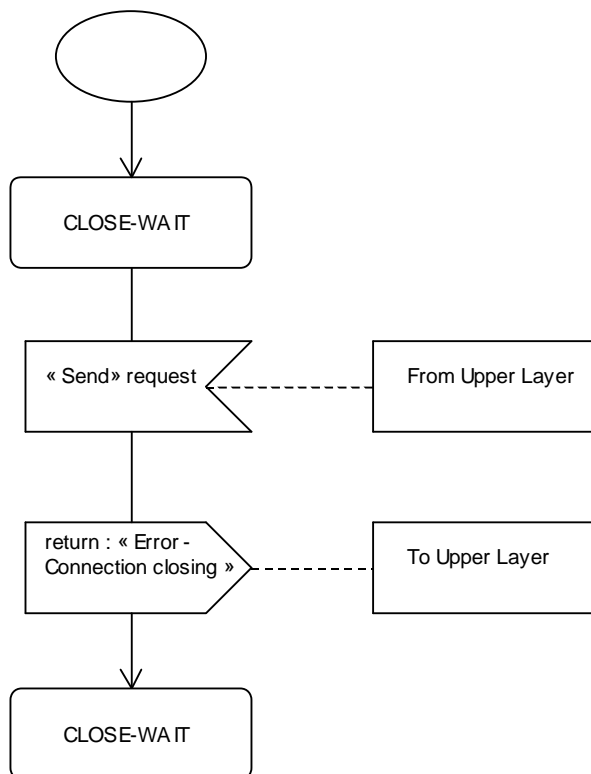 CLOSE-WAIT
« Send» request
From Upper Layer
return : « Error -
Connection closing »
To Upper Layer
CLOSE-WAIT